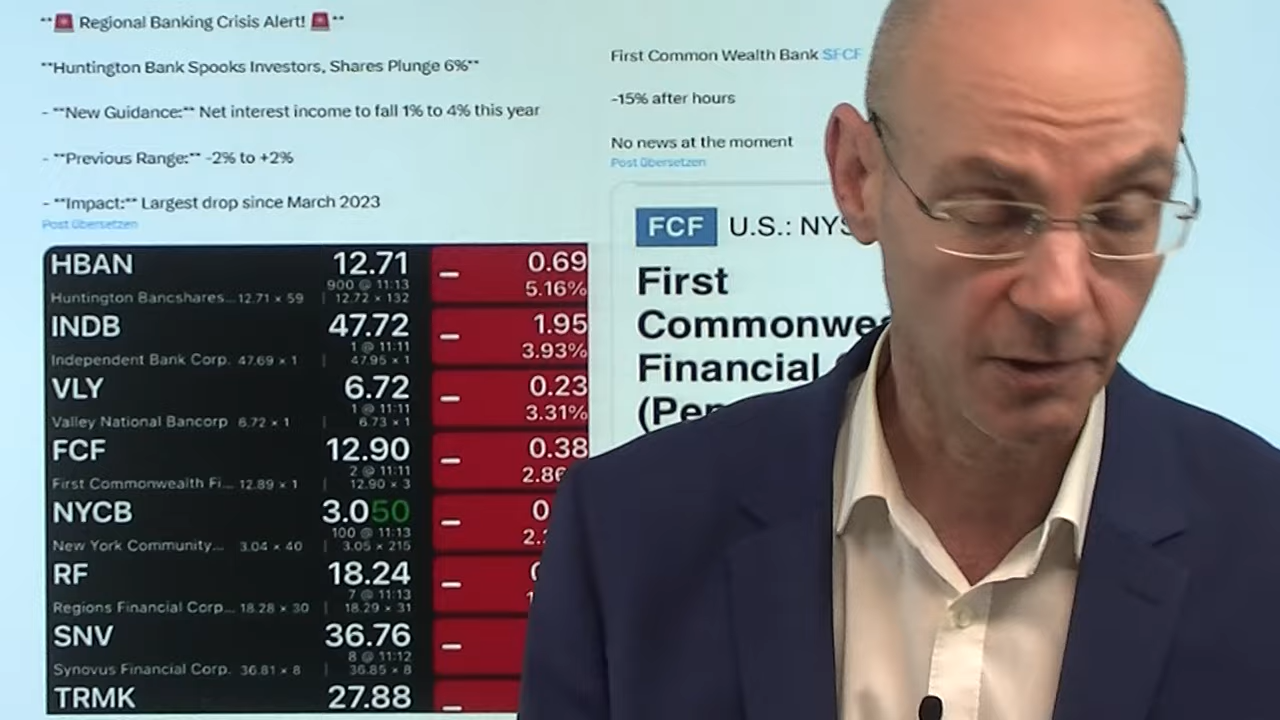 **🚨 Regional Banking Crisis Alert! 🚨**
**Huntington Bank Spooks Investors, Shares Plunge 6%**
- **New Guidance:** Net interest income to fall 1% to 4% this year
- **Previous Range:** -2% to +2%
- **Impact:** Largest drop since March 2023
Post übersetzen
HBAN 12.71 - 0.69
900 @ 11:13 5.16%
Huntington Bancshares... 12.71 × 59 | 12.72 × 132
INDB 47.72 - 1.95
1 @ 11:11 3.93%
Independent Bank Corp. 47.69 × 1 | 47.95 × 1
VLY 6.72 - 0.23
1 @ 11:11 3.31%
Valley National Bancorp 6.72 × 1 | 6.73 × 1
FCF 12.90 - 0.38
2 @ 11:11 2.86
First Commonwealth Fi... 12.89 × 1 | 12.90 × 3
NYCB 3.050 - 0
100 @ 11:13 2.
New York Community... 3.04 × 40 | 3.05 × 215
RF 18.24 -
7 @ 11:13
Regions Financial Corp... 18.28 × 30 | 18.29 × 31
SNV 36.76 -
8 @ 11:12
Synovus Financial Corp. 36.81 × 8 | 36.85 × 8
TRMK 27.88 -
First Common Wealth Bank $FCF
-15% after hours
No news at the moment
Post übersetzen
FCF U.S.: NYS
First
Commonwea
Financial
(Pen